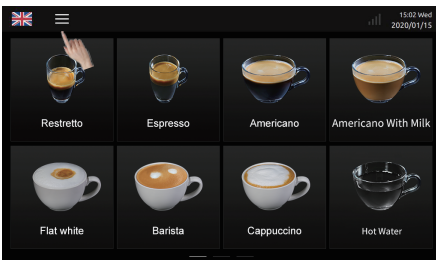 15:02 Wed
2020/01/15
Restretto
Espresso
Americano
Americano With Milk
Flat white
Barista
Cappuccino
Hot Water